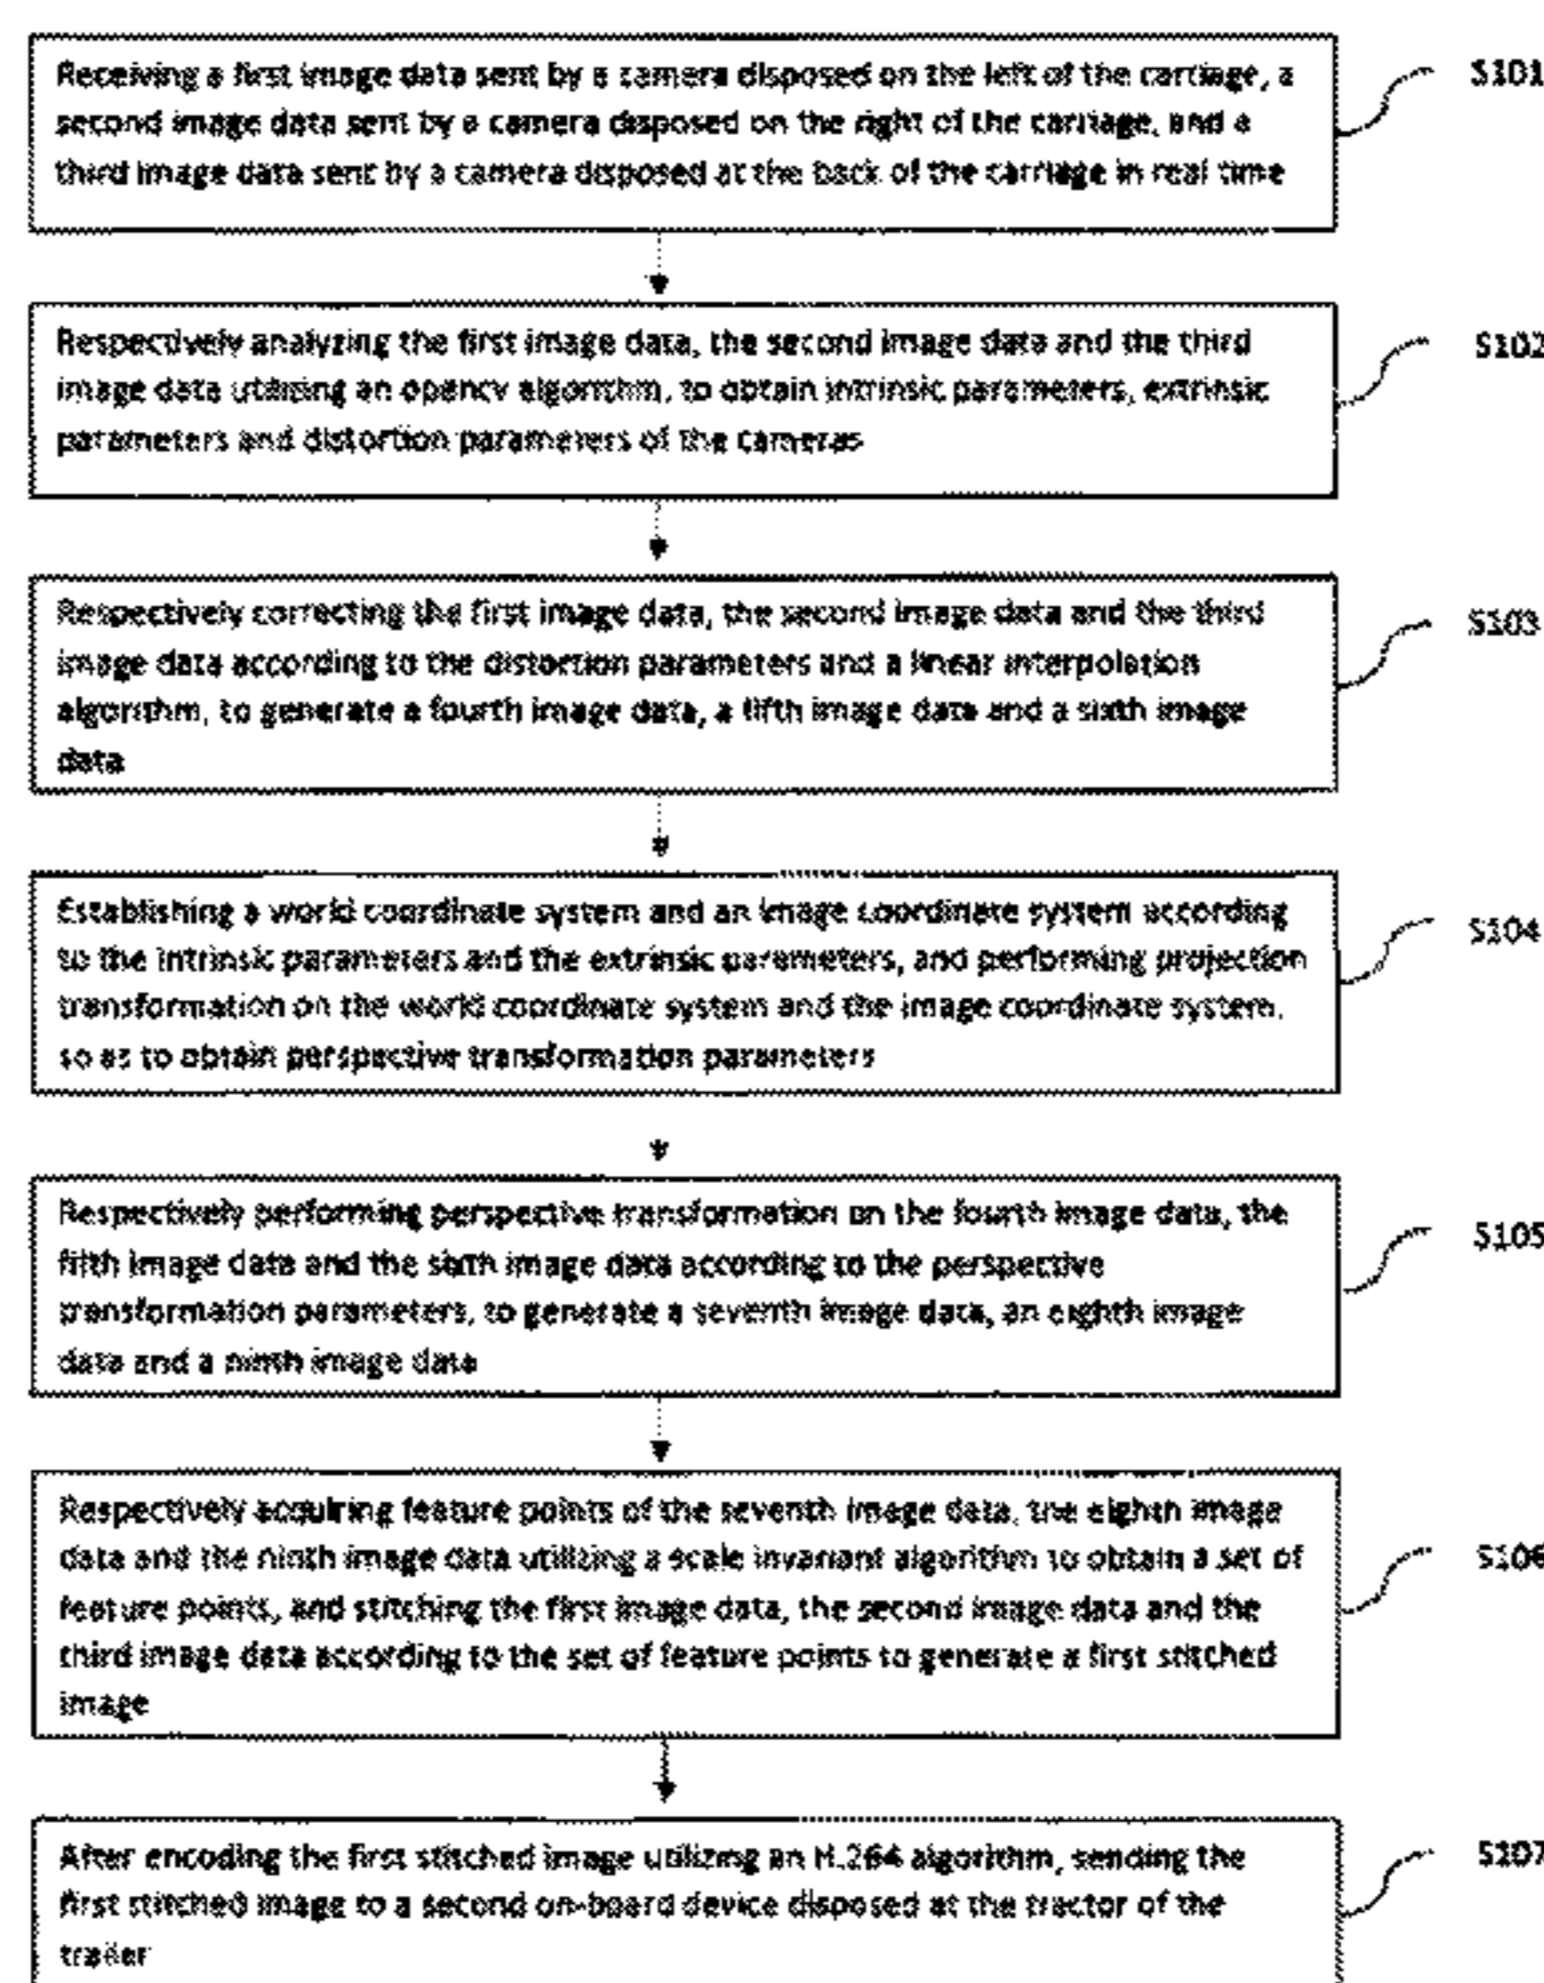 Receiving a first image data sent by a camera disposed on the left of the carriage, a
second image data sent by a camera disposed on the right of the carriage, and a
third image data sent by a camera disposed at the back of the carriage in real time
S101
Respectively analyzing the first image data, the second image data and the third
image data utilizing an opencv algorithm, to obtain intrinsic parameters, extrinsic
parameters and distortion parameters of the cameras
S102
Respectively correcting the first image data, the second image data and the third
image data according to the distortion parameters and a linear interpolation
algorithm, to generate a fourth image data, a fifth image data and a sixth image
data
S103
Establishing a world coordinate system and an image coordinate system according
to the intrinsic parameters and the extrinsic parameters, and performing projection
transformation on the world coordinate system and the image coordinate system,
so as to obtain perspective transformation parameters
S104
Respectively performing perspective transformation on the fourth image data, the
fifth image data and the sixth image data according to the perspective
transformation parameters, to generate a seventh image data, an eighth image
data and a ninth image data
S105
Respectively acquiring feature points of the seventh image data, the eighth image
data and the ninth image data utilizing a scale invariant algorithm to obtain a set of
feature points, and stitching the first image data, the second image data and the
third image data according to the set of feature points to generate a first stitched
image
S106
After encoding the first stitched image utilizing an H.264 algorithm, sending the
first stitched image to a second on-board device disposed at the tractor of the
trailer
S107